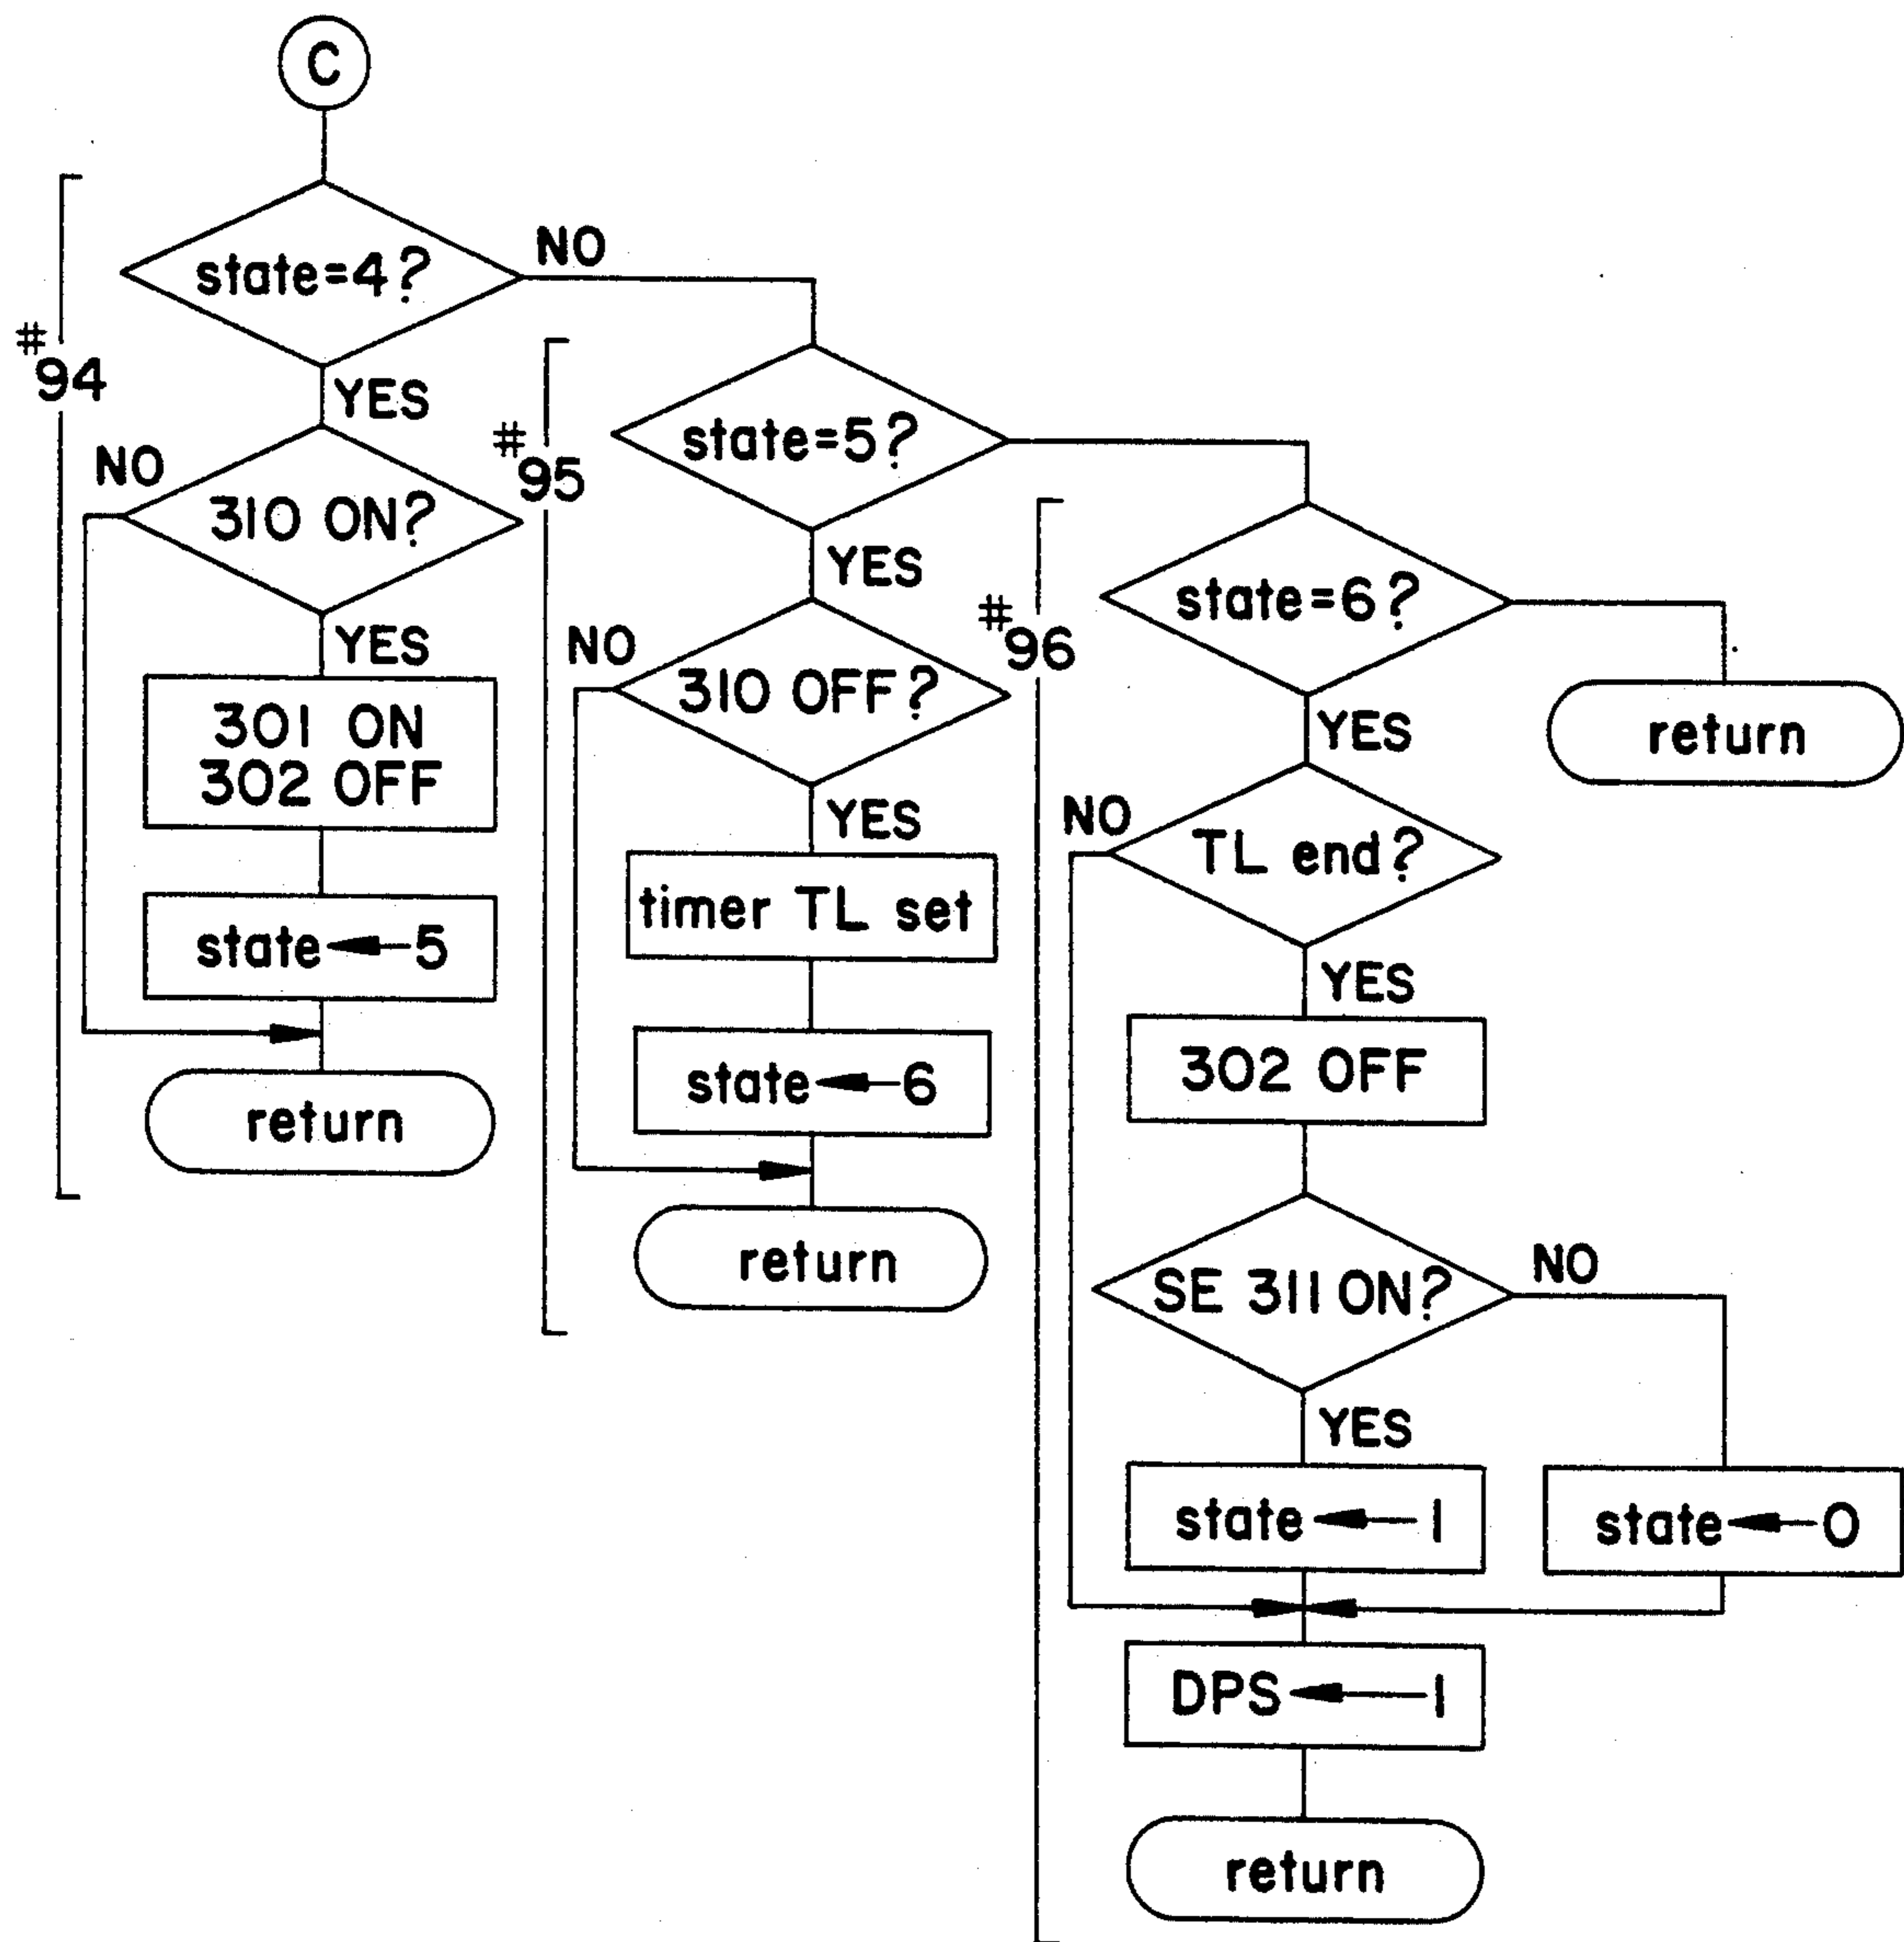 C
#94
state=4?
NO
YES
310 ON?
NO
YES
301 ON
302 OFF
state←5
return
#95
state=5?
YES
310 OFF?
NO
YES
timer TL set
state←6
return
#96
state=6?
return
YES
TL end?
NO
YES
302 OFF
SE 311 ON?
NO
YES
state←1
state←0
DPS←1
return